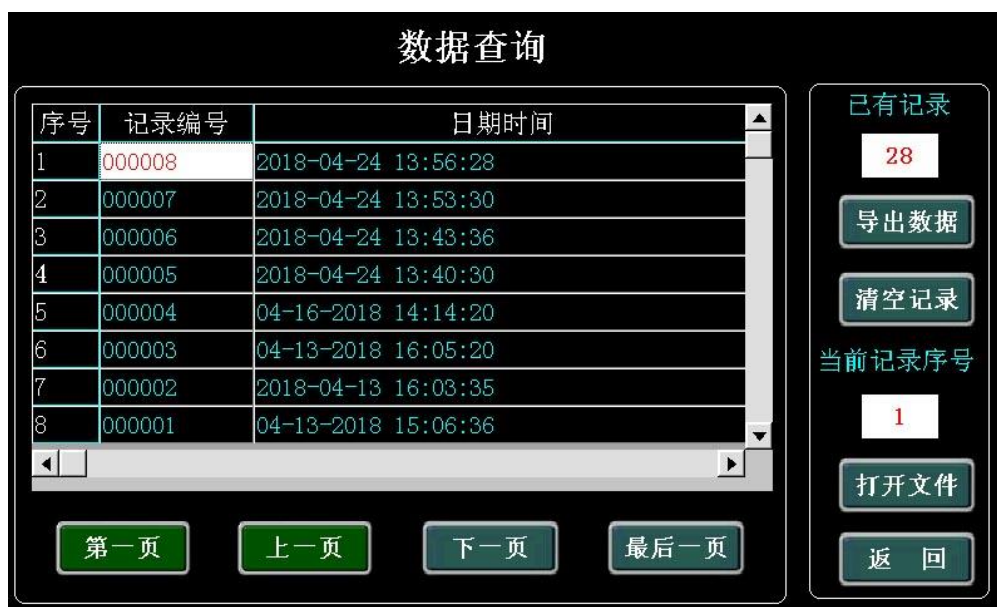 数据查询
序号 记录编号 日期时间
1 000008 2018-04-24 13:56:28
2 000007 2018-04-24 13:53:30
3 000006 2018-04-24 13:43:36
4 000005 2018-04-24 13:40:30
5 000004 04-16-2018 14:14:20
6 000003 04-13-2018 16:05:20
7 000002 2018-04-13 16:03:35
8 000001 04-13-2018 15:06:36
第一页 上一页 下一页 最后一页
已有记录
28
导出数据
清空记录
当前记录序号
1
打开文件
返 回